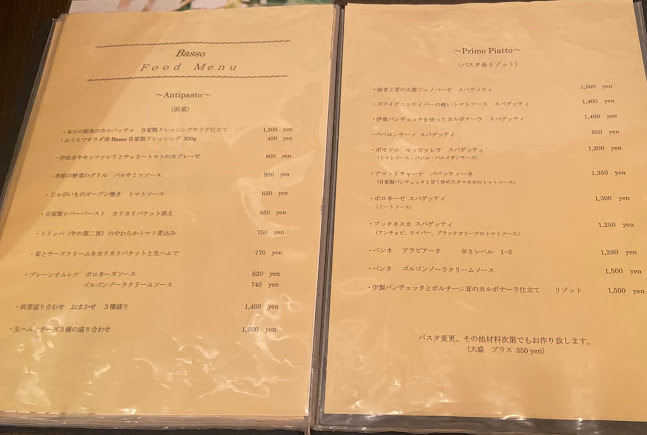 Basso
Food Menu
～Antipasto～
(前菜)
・本日の鮮魚のカルパッチョ 自家製ドレッシングサラダ仕立て 1,200 yen
・おうちでサラダ用 Basso 自家製ドレッシング 200g 400 yen
・伊産水牛モッツァレラとチェリートマトのカプレーゼ 800 yen
・季節の野菜のグリル バルサミコソース 900 yen
・じゃがいものオーブン焼き トマトソース 650 yen
・自家製レバーペースト カリカリバケット添え 650 yen
・トリッパ (牛の第二胃) のやわらかトマト煮込み 750 yen
・茸とチーズクリームをカリカリバケットと生ハムで 770 yen
・プレーンオムレツ ボロネーズソース 620 yen
ゴルゴンゾーラクリームソース 740 yen
・前菜盛り合わせ おまかせ 3種盛り 1,400 yen
・生ハムとチーズ3種の盛り合わせ 1,600 yen
～Primo Piatto～
(パスタ&リゾット)
・海老と茸の大葉ジェノバーゼ スパゲッティ 1,500 yen
・ズワイガニとケイパーの軽いトマトソース スパゲッティ 1,400 yen
・伊産パンチェッタを使ったカルボナーラ スパゲッティ 1,400 yen
・ペペロンチーノ スパゲッティ 850 yen
・ポモドロ モッツァレラ スパゲッティ 1,200 yen
(トマトソース・バジル・パルメザンチーズ)
・アマトリチャーナ パペッティーネ 1,350 yen
(自家製パンチェッタと甘く炒めたタマネギのトマトソース)
・ボロネーゼ スパゲッティ 1,300 yen
(ミートソース)
・プッタネスカ スパゲッティ 1,250 yen
(アンチョビ、ケイパー、ブラックオリーブのトマトソース)
・ペンネ アラビアータ 辛さレベル 1~3 1,280 yen
・ペンネ ゴルゴンゾーラクリームソース 1,500 yen
・伊製パンチェッタとポルチーニ茸のカルボナーラ仕立て リゾット 1,500 yen
パスタ変更、その他材料次第でもお作り致します。
(大盛 プラス 350 yen)